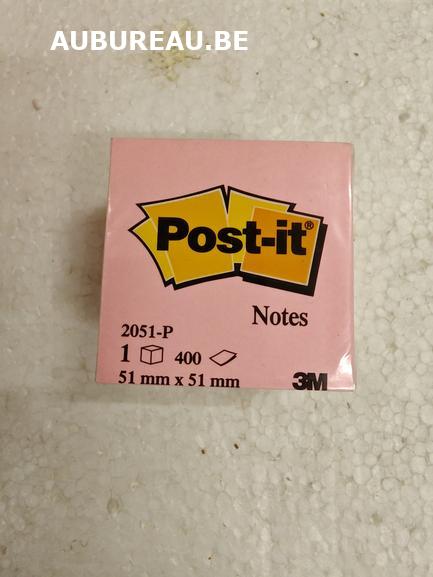 AUBUREAU.BE
Post-it®
Notes
2051-P
1 400
51 mm x 51 mm
3M